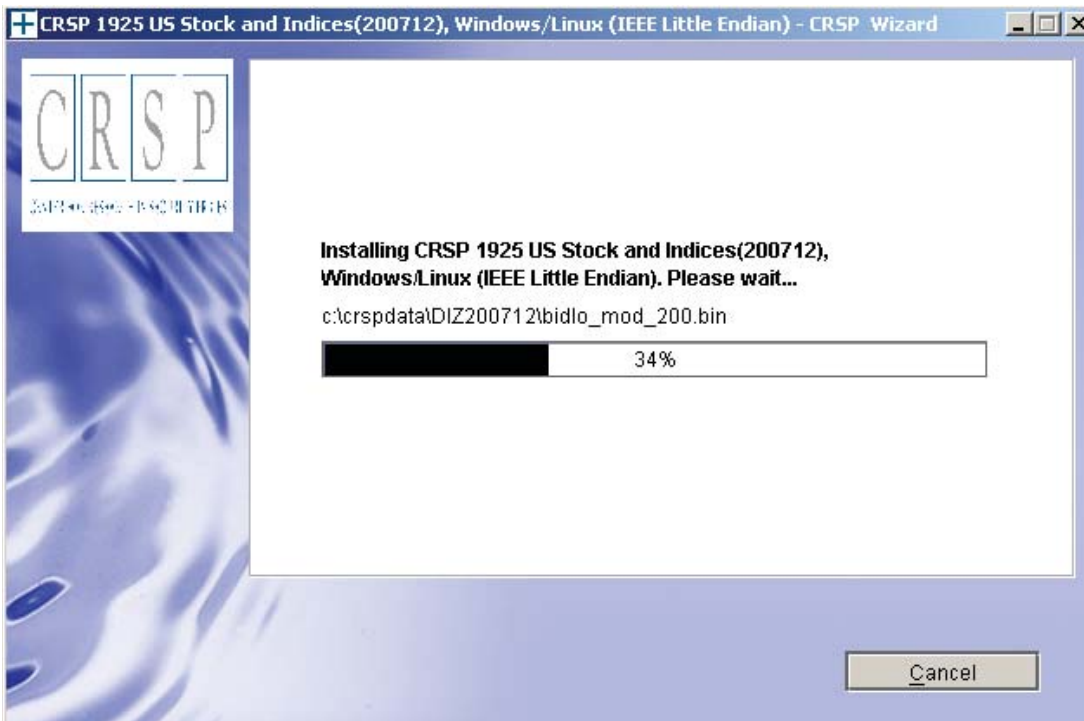 CRSP 1925 US Stock and Indices(200712), Windows/Linux (IEEE Little Endian) - CRSP Wizard
CRSP
Installing CRSP 1925 US Stock and Indices(200712),
Windows/Linux (IEEE Little Endian). Please wait...
c:\crspdata\DIZ200712\bidlo_mod_200.bin
34%
Cancel